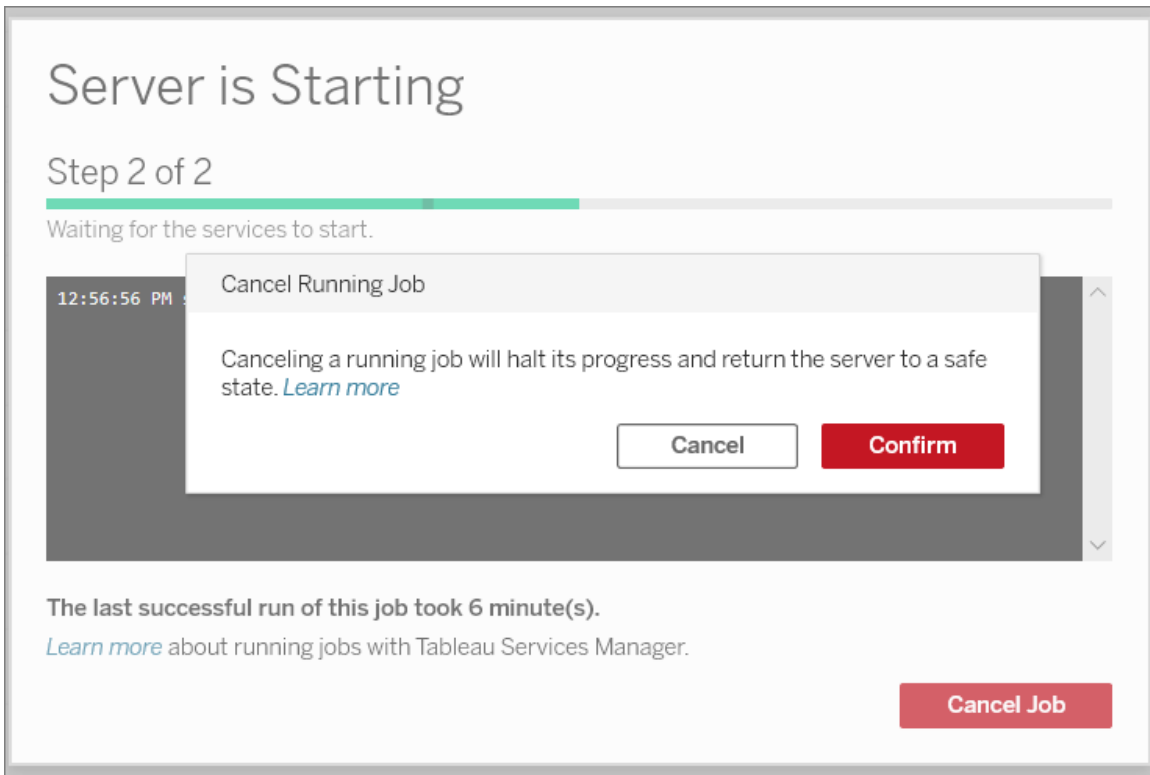 Server is Starting
Step 2 of 2
Waiting for the services to start.
Cancel Running Job
12:56:56 PM
Canceling a running job will halt its progress and return the server to a safe
state. Learn more
Cancel
Confirm
The last successful run of this job took 6 minute(s).
Learn more about running jobs with Tableau Services Manager.
Cancel Job